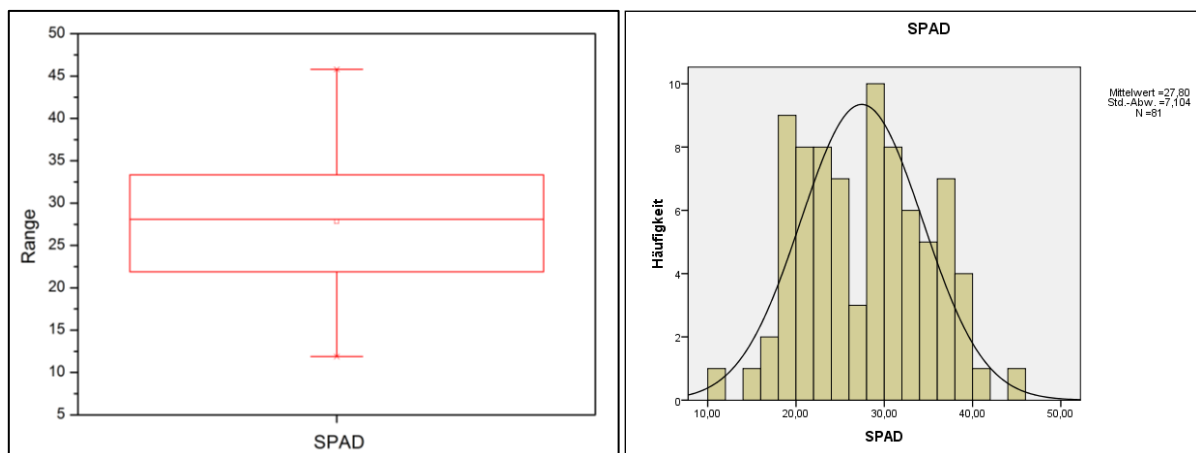 50
45
40
35
30
25
20
15
10
5
Range
SPAD
SPAD
Mittelwert =27,80
Std.-Abw. =7,104
N =81
Häufigkeit
10
8
6
4
2
0
10,00 20,00 30,00 40,00 50,00
SPAD